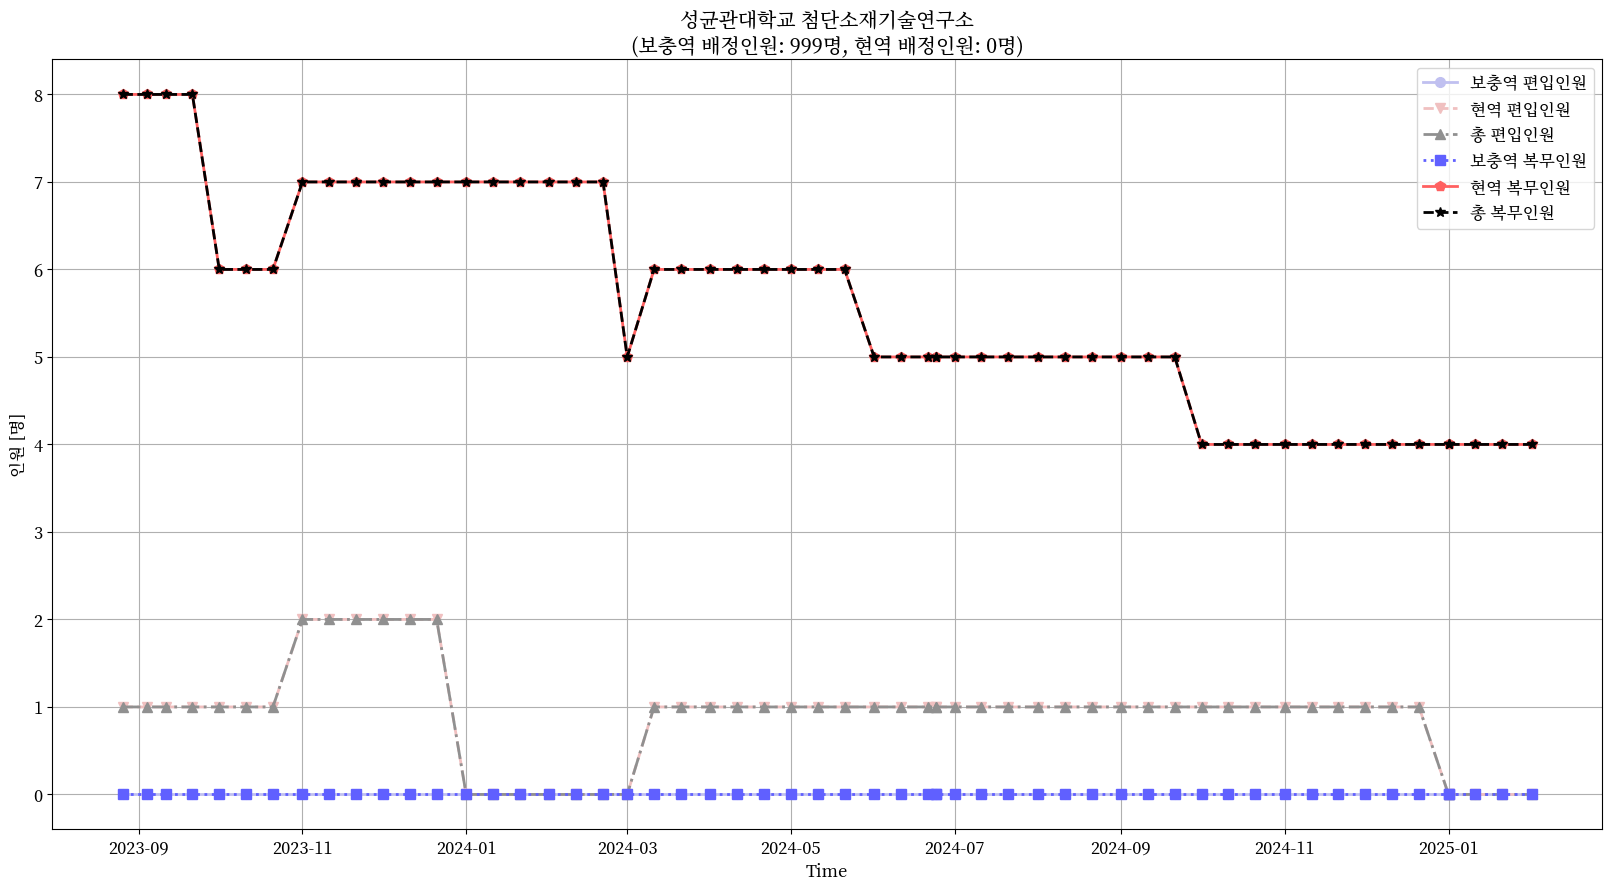 성균관대학교 첨단소재기술연구소
(보충역 배정인원: 999명, 현역 배정인원: 0명)
보충역 편입인원
현역 편입인원
총 편입인원
보충역 복무인원
현역 복무인원
총 복무인원
인원 [명]
8
7
6
5
4
3
2
1
0
2023-09
2023-11
2024-01
2024-03
2024-05
2024-07
2024-09
2024-11
2025-01
Time